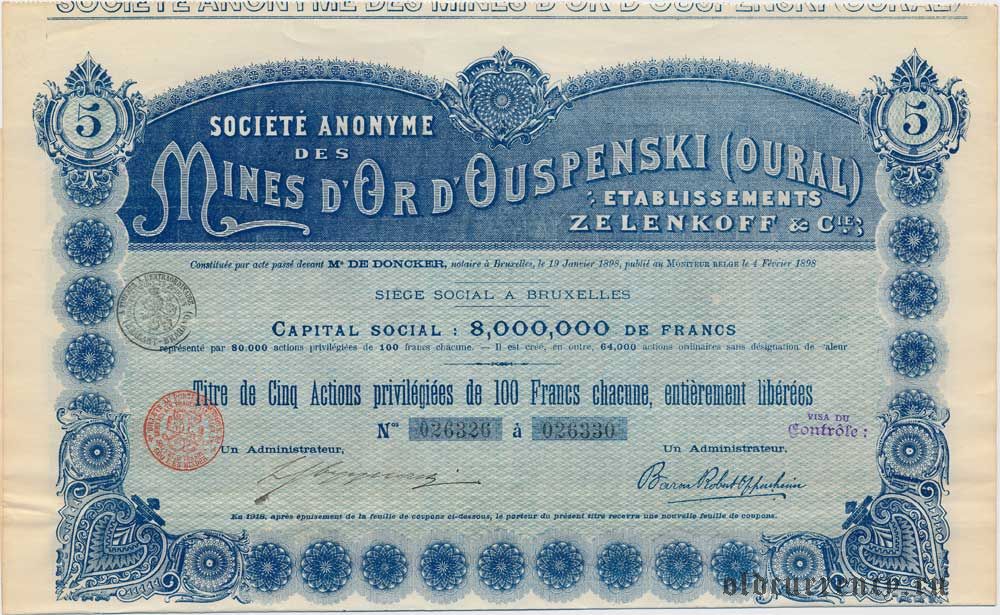 SOCIÉTÉ ANONYME DES MINES D'OR D'OUSPENSKI (OURAL)
5 5
SOCIÉTÉ ANONYME
DES
MINES D'OR D'OUSPENSKI (OURAL)
ETABLISSEMENTS
ZELENKOFF & CIE
Constituée par acte passé devant Me DE DONCKER, notaire à Bruxelles, le 19 Janvier 1898, publié au MONITEUR BELGE le 4 Février 1898
SIÈGE SOCIAL A BRUXELLES
CAPITAL SOCIAL : 8,000,000 DE FRANCS
représenté par 80.000 actions privilégiées de 100 francs chacune. — Il est créé, en outre, 64,000 actions ordinaires sans désignation de valeur
Titre de Cinq Actions privilégiées de 100 Francs chacune, entièrement libérées
Nos 026326 à 026330
VISA DU
Contrôle :
Un Administrateur, Un Administrateur,
Baron Robert Oppenheim
En 1918, après épuisement de la feuille de coupons ci-dessous, le porteur du présent titre recevra une nouvelle feuille de coupons.
oldcurrency.ru